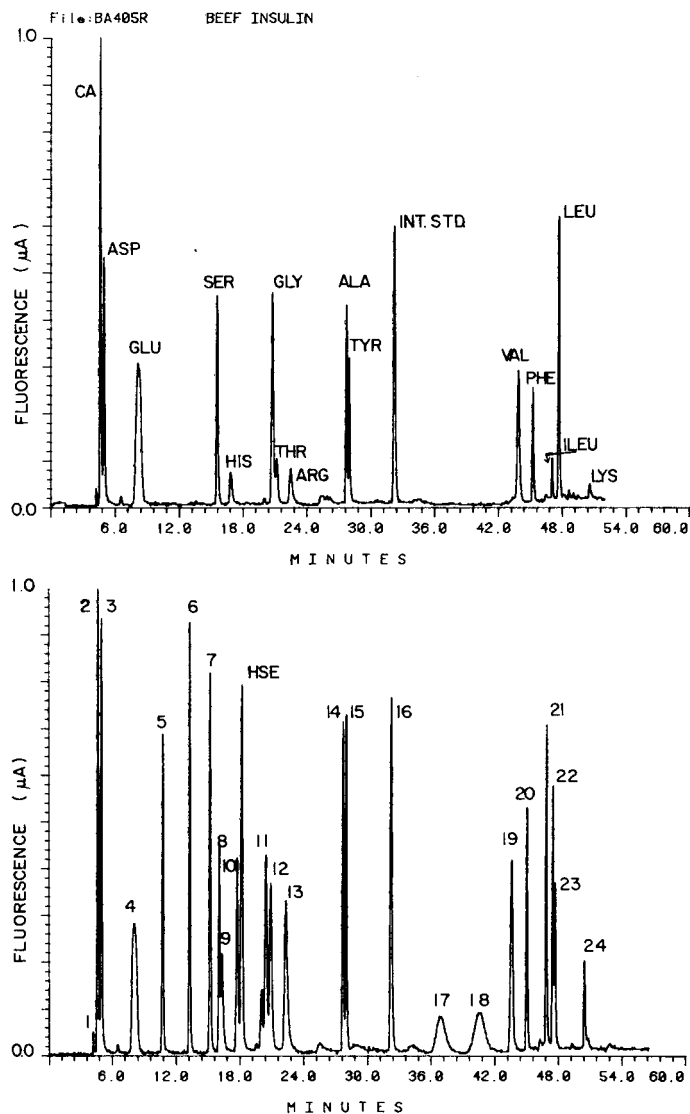 File:BA40SR BEEF INSULIN
1.0
CA
ASP
GLU
SER
HIS
GLY
THR
ARG
ALA
TYR
INT. STD.
VAL
PHE
ILEU
LEU
LYS
FLUORESCENCE (μA)
0.0
6.0 12.0 18.0 24.0 30.0 36.0 42.0 48.0 54.0 60.0
MINUTES
1.0
2 3
6
7
HSE
5
14 15
16
21
22
20
8
10
11
12
19
23
13
4
9
24
17 18
1
FLUORESCENCE (μA)
0.0
6.0 12.0 18.0 24.0 30.0 36.0 42.0 48.0 54.0 60.0
MINUTES